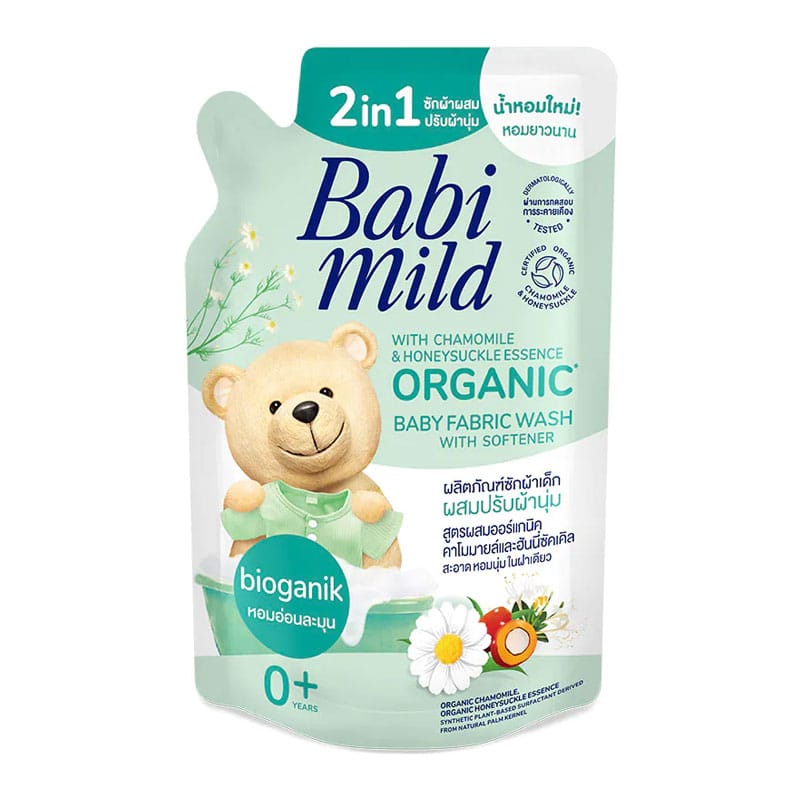 2in1 ซักผ้าผสม
ปรับผ้านุ่ม
น้ำหอมใหม่!
หอมยาวนาน
Babi
mild
DERMATOLOGICALLY
ผ่านการทดสอบ
การระคายเคือง
TESTED
CERTIFIED ORGANIC
CHAMOMILE
& HONEYSUCKLE
WITH CHAMOMILE
& HONEYSUCKLE ESSENCE
ORGANIC*
BABY FABRIC WASH
WITH SOFTENER
ผลิตภัณฑ์ซักผ้าเด็ก
ผสมปรับผ้านุ่ม
สูตรผสมออร์แกนิค
คาโมมายล์และฮันนี่ซัคเคิล
สะอาด หอมนุ่ม ในฝาเดียว
bioganik
หอมอ่อนละมุน
0+
YEARS
ORGANIC CHAMOMILE,
ORGANIC HONEYSUCKLE ESSENCE
SYNTHETIC PLANT-BASED SURFACTANT DERIVED
FROM NATURAL PALM KERNEL